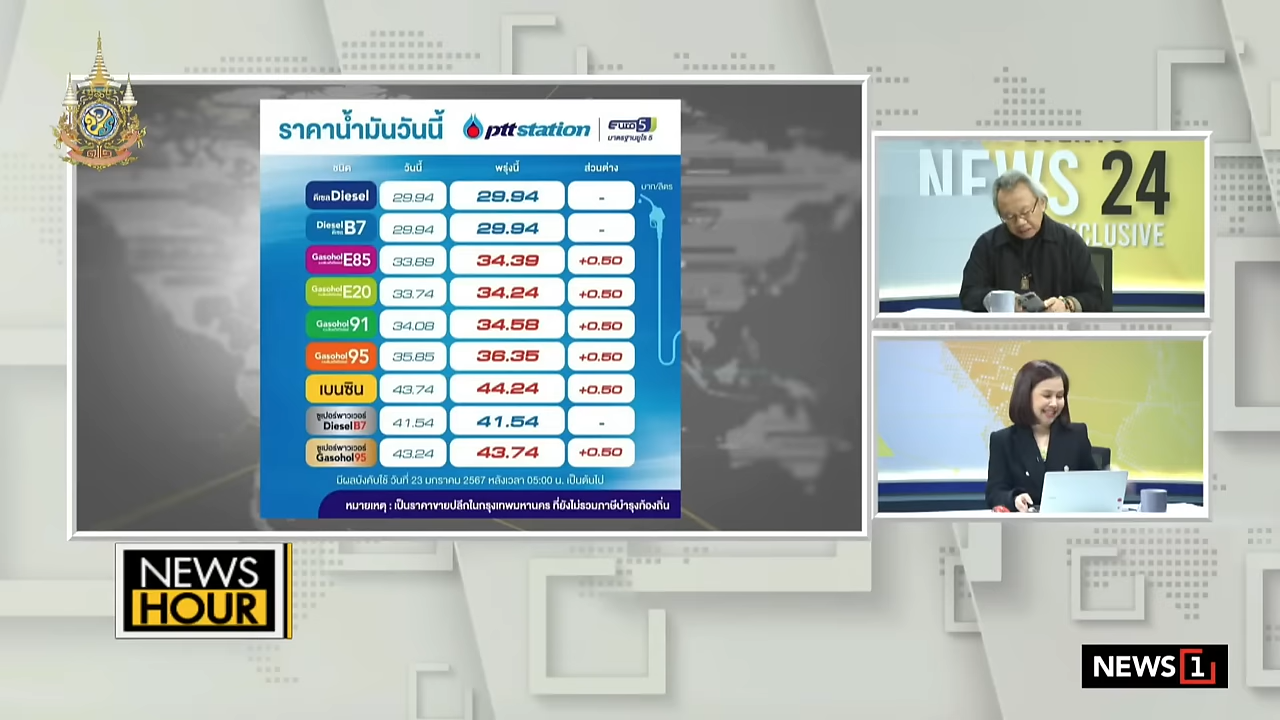 ราคาน้ำมันวันนี้ pttstation EURO 5
มาตรฐานยูโร 5
ชนิด วันนี้ พรุ่งนี้ ส่วนต่าง
บาท/ลิตร
ดีเซล Diesel 29.94 29.94 -
Diesel ดีเซล B7 29.94 29.94 -
Gasohol E85 33.89 34.39 +0.50
Gasohol E20 33.74 34.24 +0.50
Gasohol 91 34.08 34.58 +0.50
Gasohol 95 35.85 36.35 +0.50
เบนซิน 43.74 44.24 +0.50
ซูเปอร์พาวเวอร์ Diesel B7 41.54 41.54 -
ซูเปอร์พาวเวอร์ Gasohol 95 43.24 43.74 +0.50
มีผลบังคับใช้ วันที่ 23 มกราคม 2567 หลังเวลา 05:00 น. เป็นต้นไป
หมายเหตุ : เป็นราคาขายปลีกในกรุงเทพมหานคร ที่ยังไม่รวมภาษีบำรุงท้องถิ่น
NEWS 24
NEWS
HOUR
NEWS 1